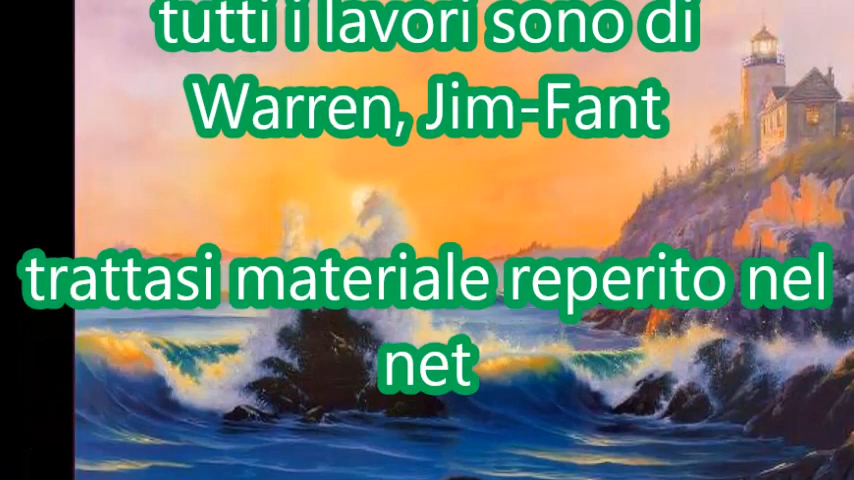 tutti i lavori sono di
Warren, Jim-Fant
trattasi materiale reperito nel
net